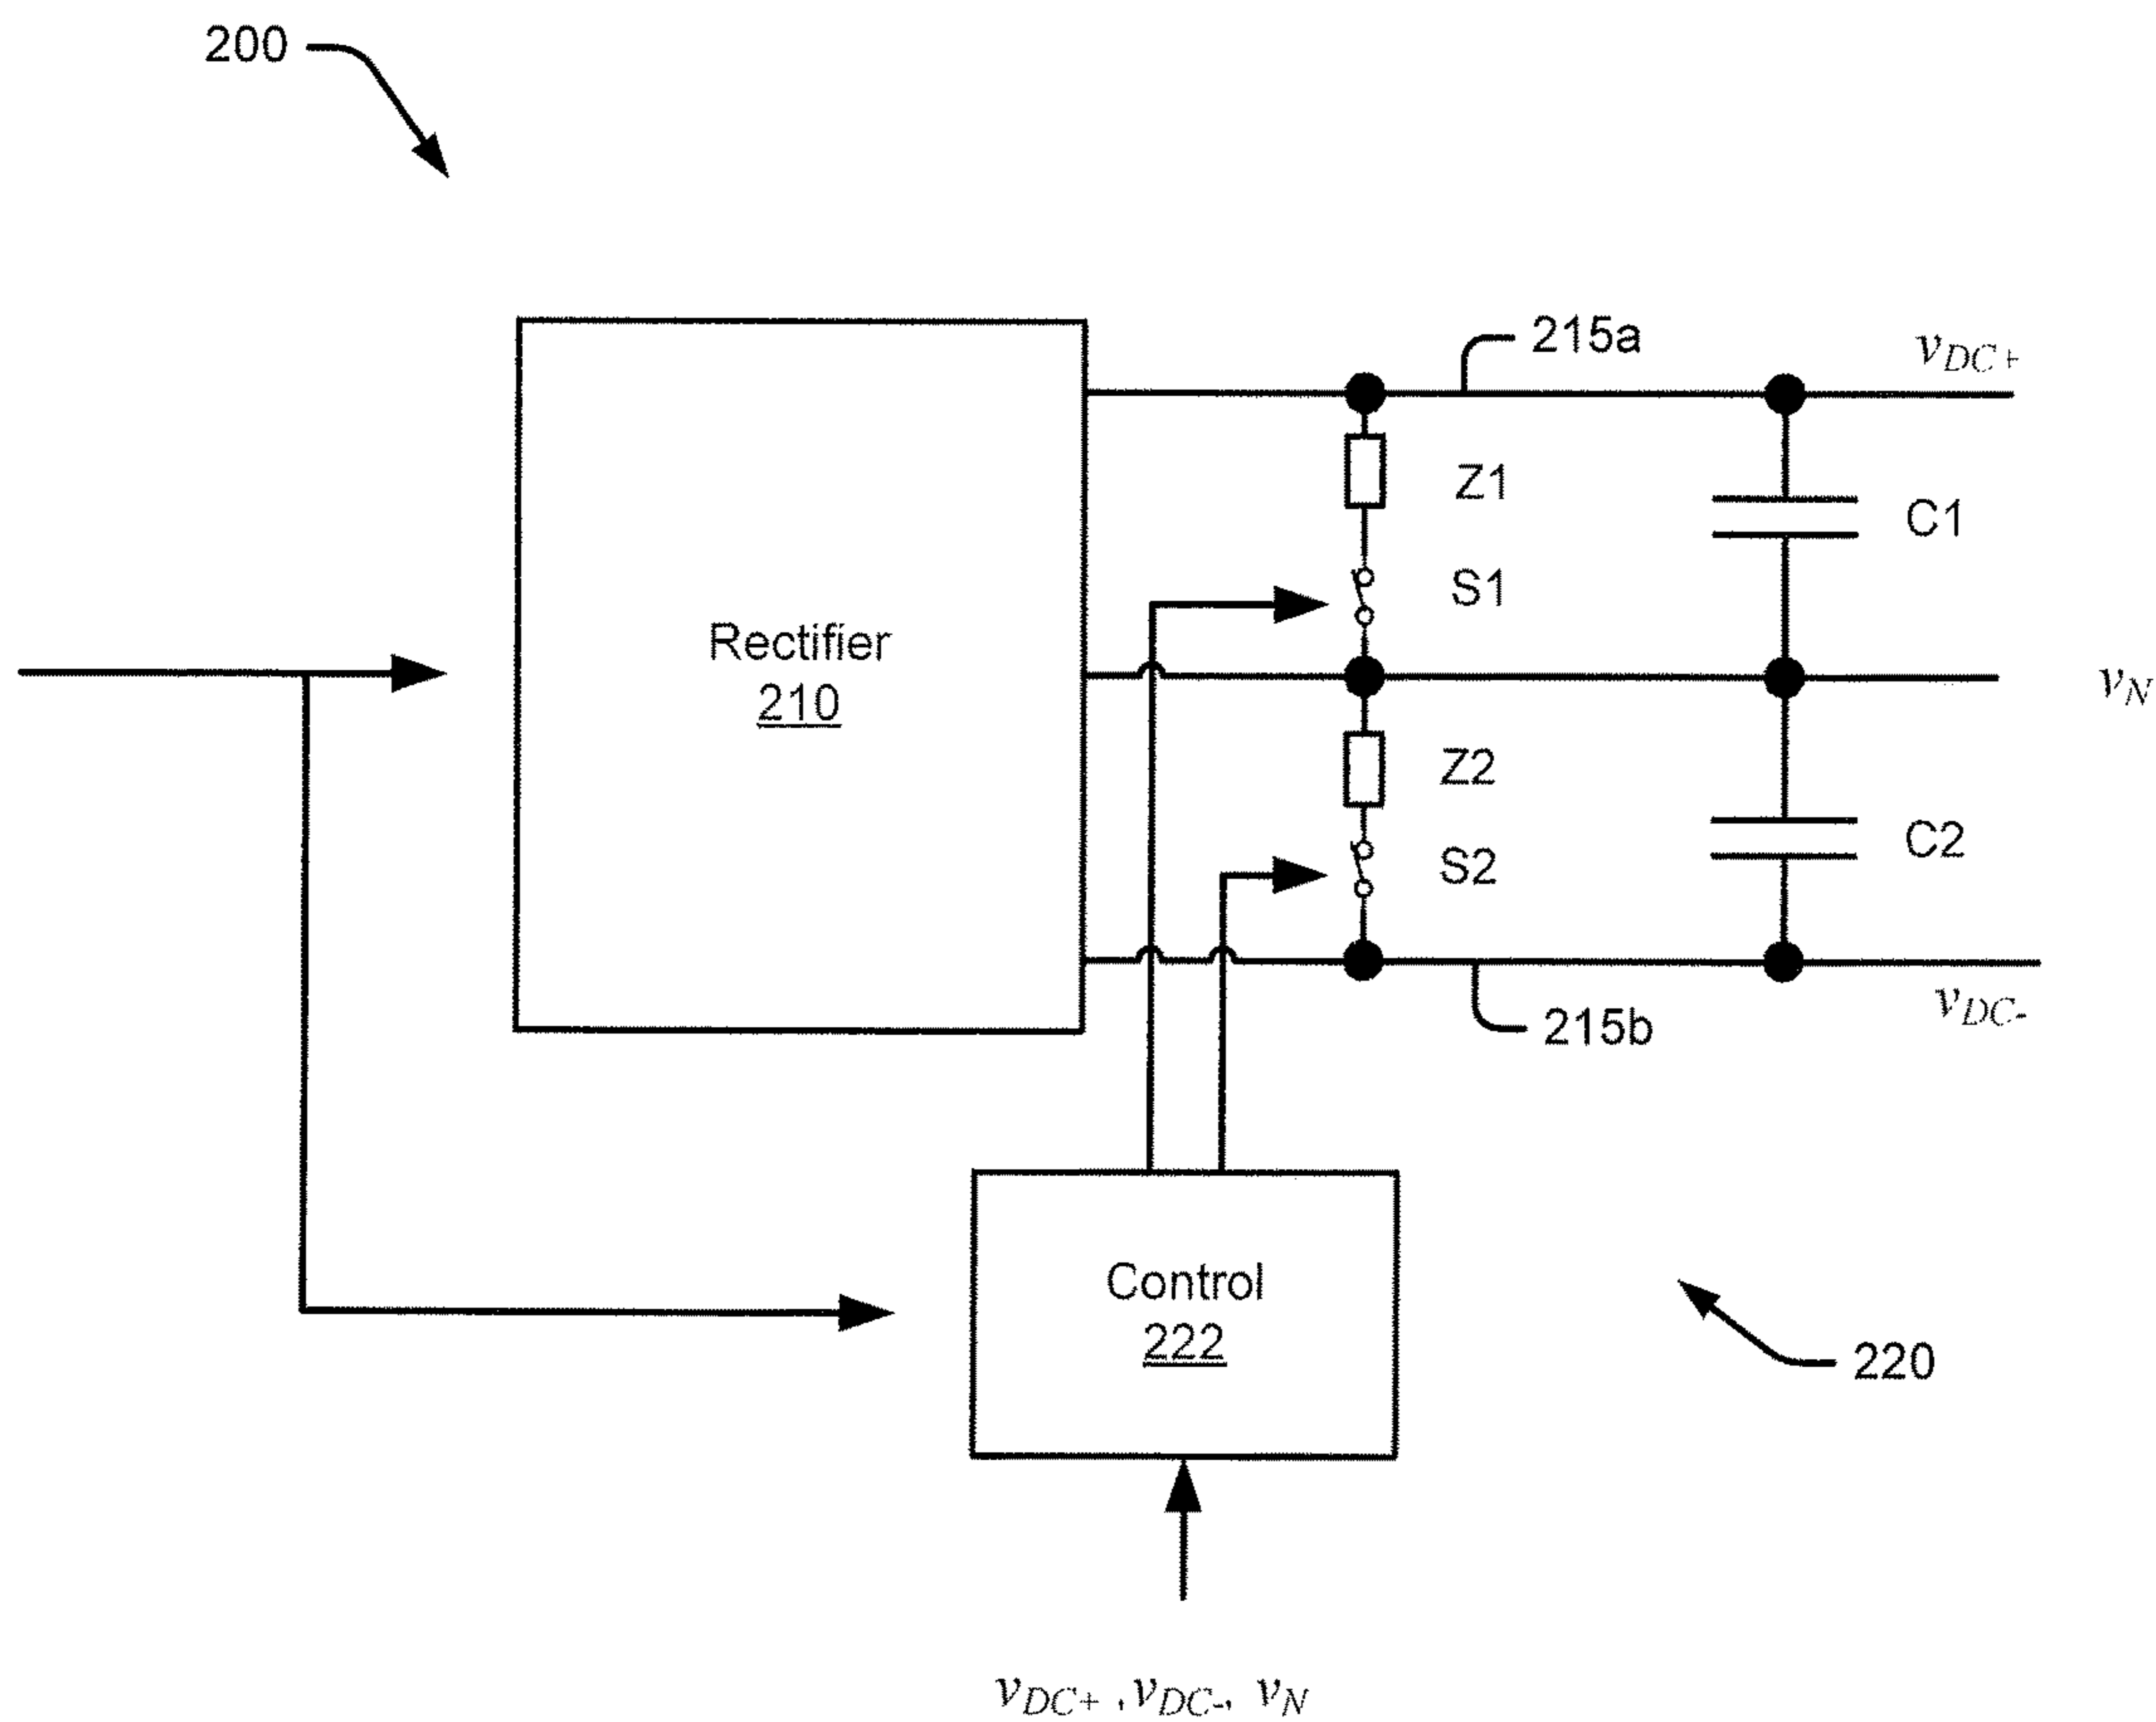 200
215a
vDC+
Z1
C1
S1
Rectifier
210
vN
Z2
S2
C2
vDC-
215b
Control
222
220
vDC+ ,vDC-, vN